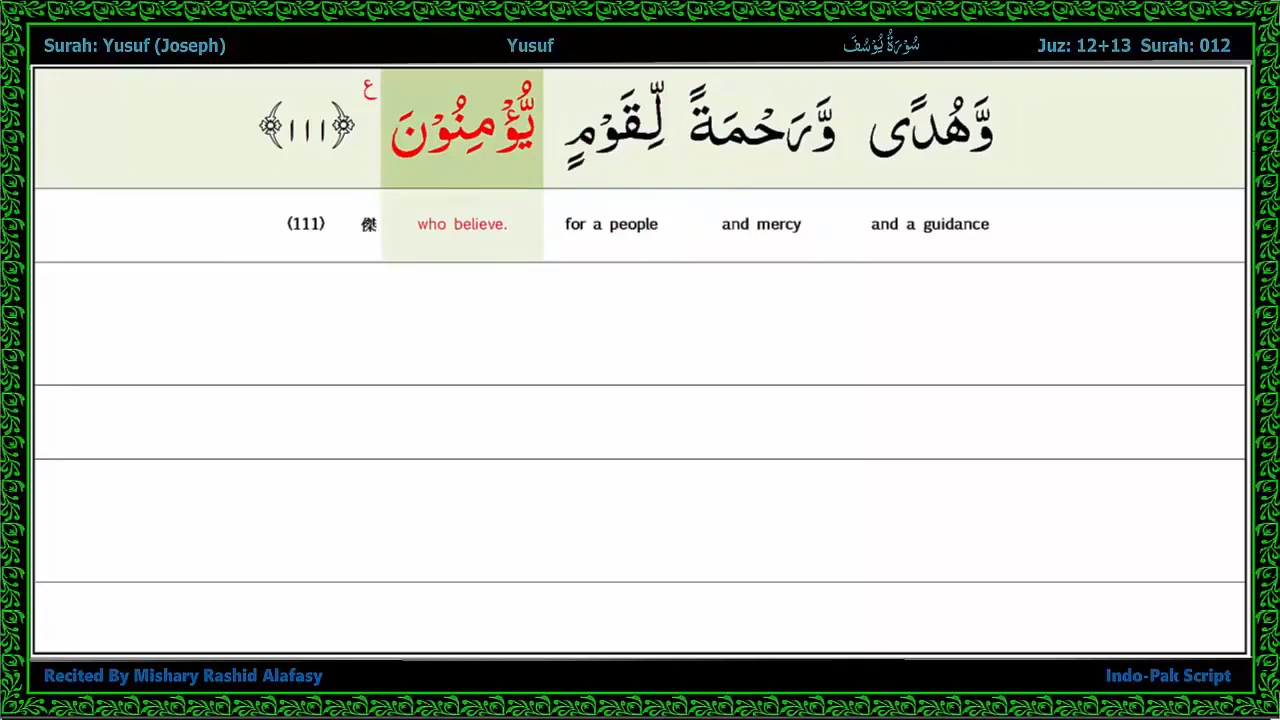 Surah: Yusuf (Joseph) Yusuf سُوْرَةُ يُوْسُفَ Juz: 12+13 Surah: 012
وَّهُدًى وَّرَحْمَةً لِّقَوْمٍ يُّؤْمِنُوْنَ ع ﴿١١١﴾
and a guidance and mercy for a people who believe. 傑 (111)
Recited By Mishary Rashid Alafasy Indo-Pak Script